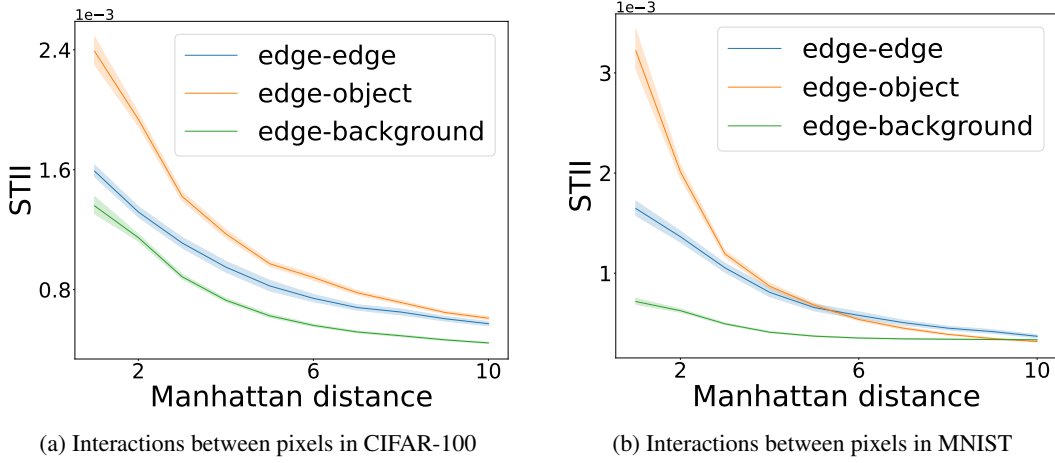 1e−3
2.4
1.6
0.8
STII
edge-edge
edge-object
edge-background
2
6
10
Manhattan distance
(a) Interactions between pixels in CIFAR-100
1e−3
3
2
1
STII
edge-edge
edge-object
edge-background
2
6
10
Manhattan distance
(b) Interactions between pixels in MNIST